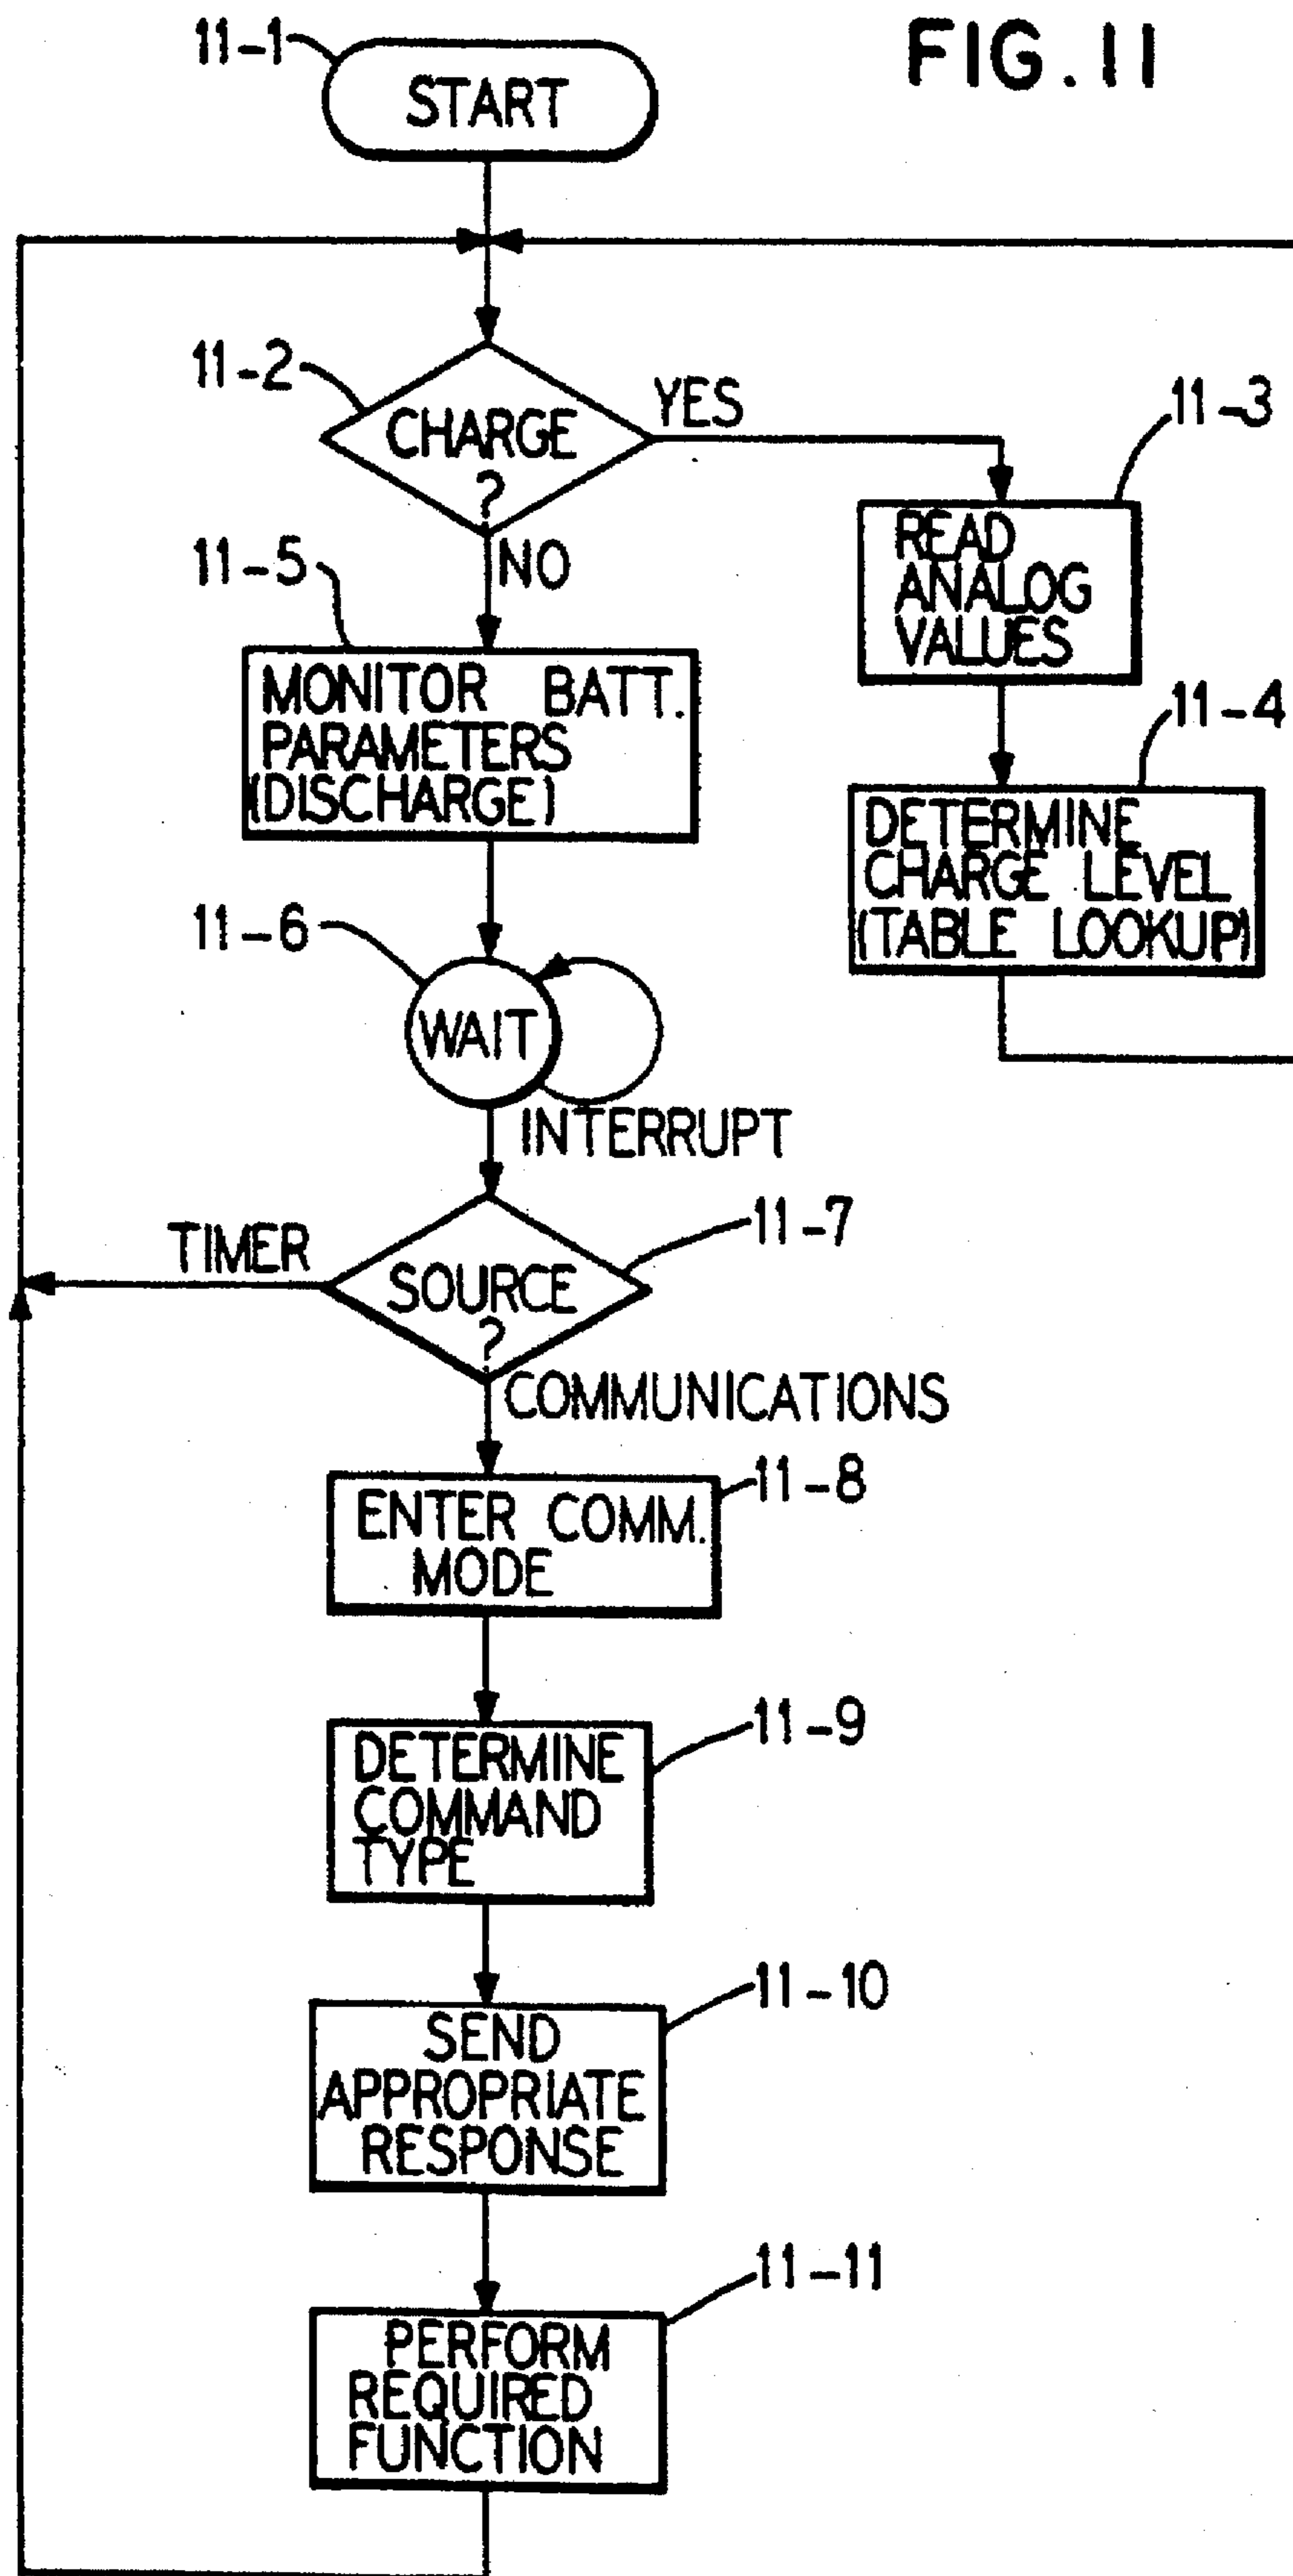 FIG. 11
11-1
START
11-2
CHARGE
?
YES
NO
11-3
READ
ANALOG
VALUES
11-4
DETERMINE
CHARGE LEVEL
(TABLE LOOKUP)
11-5
MONITOR BATT.
PARAMETERS
(DISCHARGE)
11-6
WAIT
INTERRUPT
11-7
SOURCE
?
TIMER
COMMUNICATIONS
11-8
ENTER COMM.
MODE
11-9
DETERMINE
COMMAND
TYPE
11-10
SEND
APPROPRIATE
RESPONSE
11-11
PERFORM
REQUIRED
FUNCTION